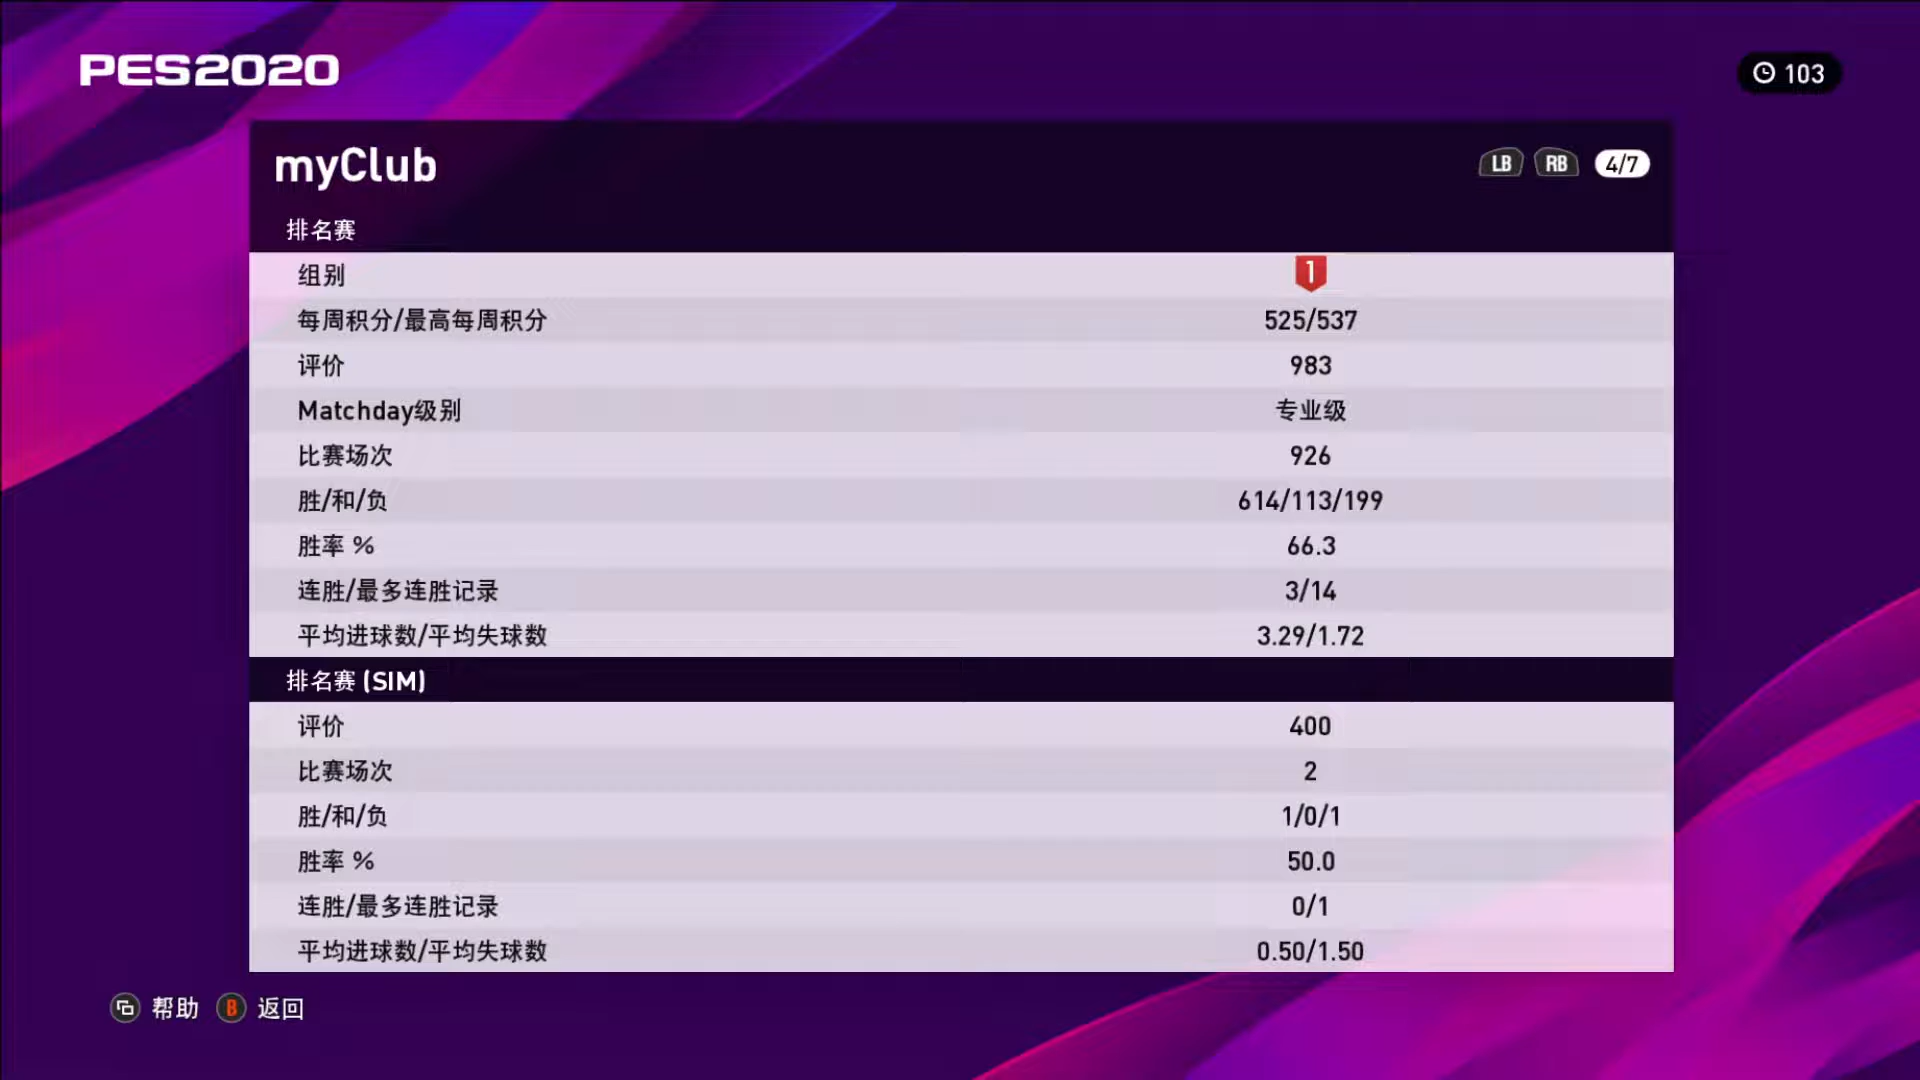 PES2020
103
myClub
LB RB 4/7
排名赛
组别 1
每周积分/最高每周积分 525/537
评价 983
Matchday级别 专业级
比赛场次 926
胜/和/负 614/113/199
胜率 % 66.3
连胜/最多连胜记录 3/14
平均进球数/平均失球数 3.29/1.72
排名赛 (SIM)
评价 400
比赛场次 2
胜/和/负 1/0/1
胜率 % 50.0
连胜/最多连胜记录 0/1
平均进球数/平均失球数 0.50/1.50
帮助 B 返回